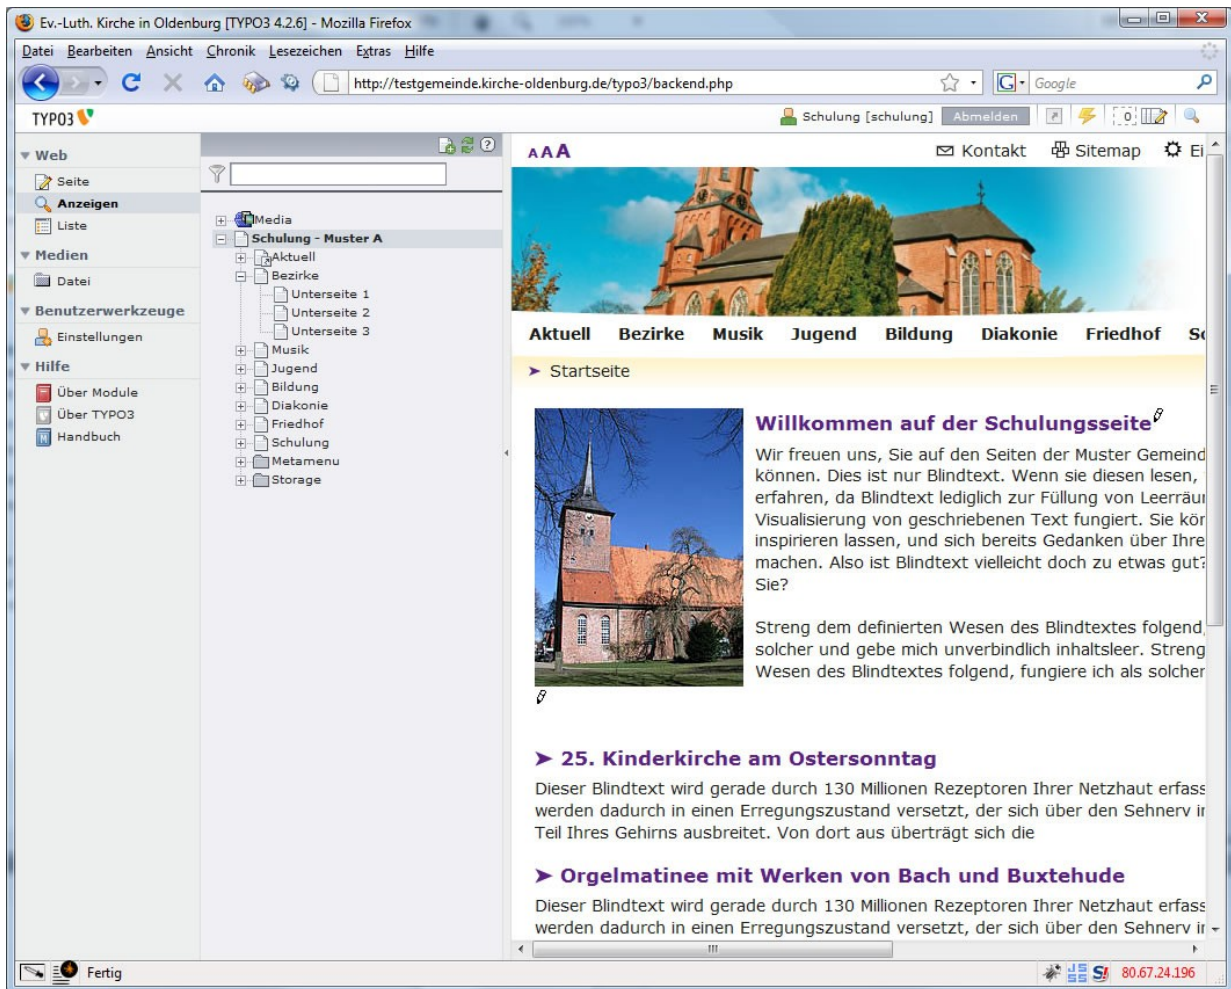 Ev.-Luth. Kirche in Oldenburg [TYPO3 4.2.6] - Mozilla Firefox
Datei Bearbeiten Ansicht Chronik Lesezeichen Extras Hilfe
http://testgemeinde.kirche-oldenburg.de/typo3/backend.php
G Google
TYPO3
Schulung [schulung] Abmelden 0
Web
Seite
Anzeigen
Liste
Medien
Datei
Benutzerwerkzeuge
Einstellungen
Hilfe
Über Module
Über TYPO3
Handbuch
Media
Schulung - Muster A
Aktuell
Bezirke
Unterseite 1
Unterseite 2
Unterseite 3
Musik
Jugend
Bildung
Diakonie
Friedhof
Schulung
Metamenu
Storage
A A A Kontakt Sitemap Ei
Aktuell Bezirke Musik Jugend Bildung Diakonie Friedhof Sc
➤ Startseite
Willkommen auf der Schulungsseite
Wir freuen uns, Sie auf den Seiten der Muster Gemeind
können. Dies ist nur Blindtext. Wenn sie diesen lesen,
erfahren, da Blindtext lediglich zur Füllung von Leerräu
Visualisierung von geschriebenen Text fungiert. Sie kön
inspirieren lassen, und sich bereits Gedanken über Ihre
machen. Also ist Blindtext vielleicht doch zu etwas gut?
Sie?
Streng dem definierten Wesen des Blindtextes folgend,
solcher und gebe mich unverbindlich inhaltsleer. Streng
Wesen des Blindtextes folgend, fungiere ich als solcher
➤ 25. Kinderkirche am Ostersonntag
Dieser Blindtext wird gerade durch 130 Millionen Rezeptoren Ihrer Netzhaut erfass
werden dadurch in einen Erregungszustand versetzt, der sich über den Sehnerv in
Teil Ihres Gehirns ausbreitet. Von dort aus überträgt sich die
➤ Orgelmatinee mit Werken von Bach und Buxtehude
Dieser Blindtext wird gerade durch 130 Millionen Rezeptoren Ihrer Netzhaut erfass
werden dadurch in einen Erregungszustand versetzt, der sich über den Sehnerv in
Fertig
80.67.24.196